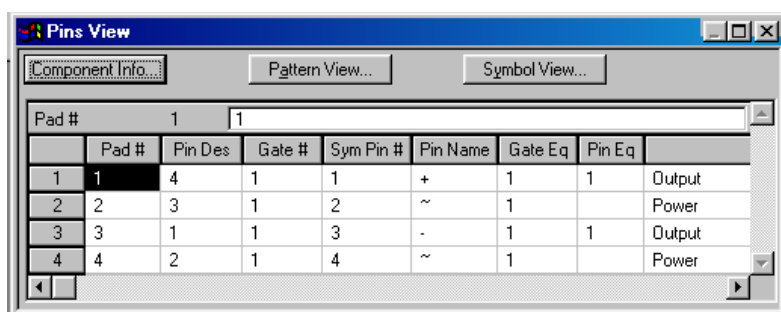 Pins View
Component Info... Pattern View... Symbol View...
Pad # 1 1
Pad # Pin Des Gate # Sym Pin # Pin Name Gate Eq Pin Eq
1 1 4 1 1 + 1 1 Output
2 2 3 1 2 ~ 1 Power
3 3 1 1 3 - 1 1 Output
4 4 2 1 4 ~ 1 Power